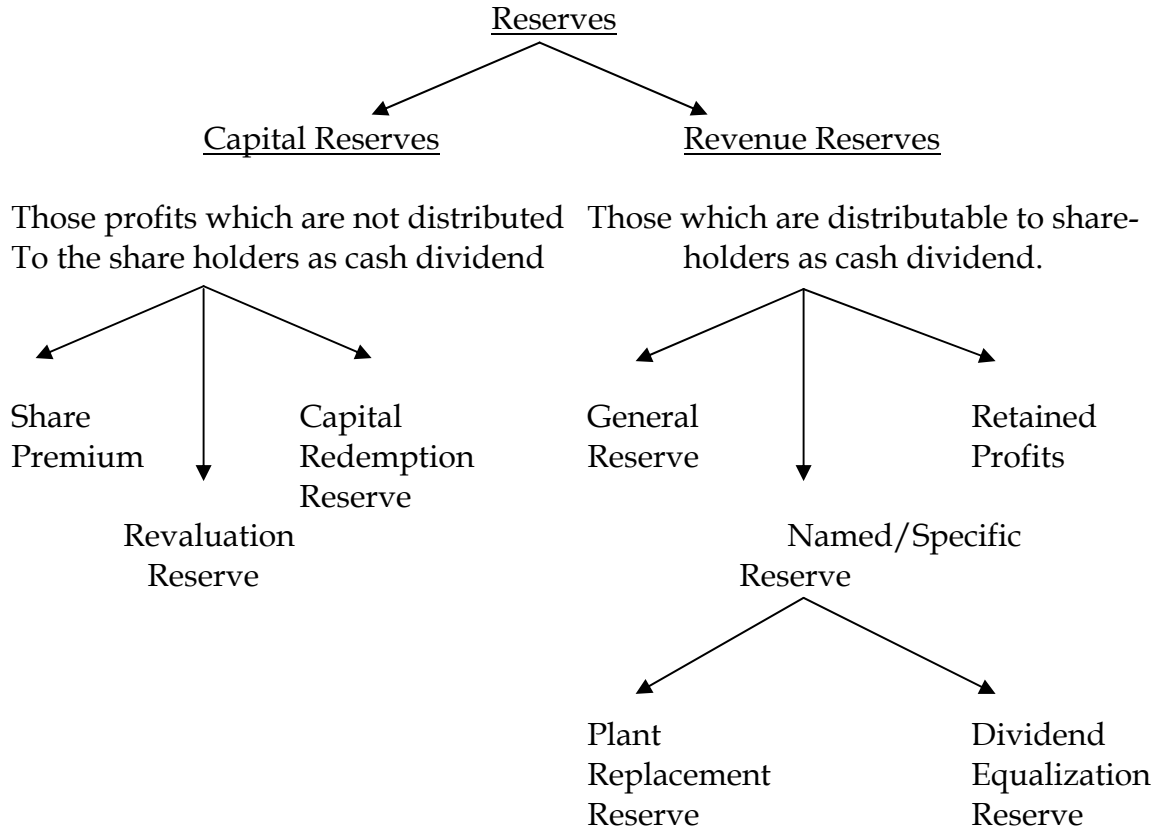 Reserves
Capital Reserves
Revenue Reserves
Those profits which are not distributed
To the share holders as cash dividend
Those which are distributable to share-
holders as cash dividend.
Share
Premium
Revaluation
Reserve
Capital
Redemption
Reserve
General
Reserve
Named/Specific
Reserve
Retained
Profits
Plant
Replacement
Reserve
Dividend
Equalization
Reserve